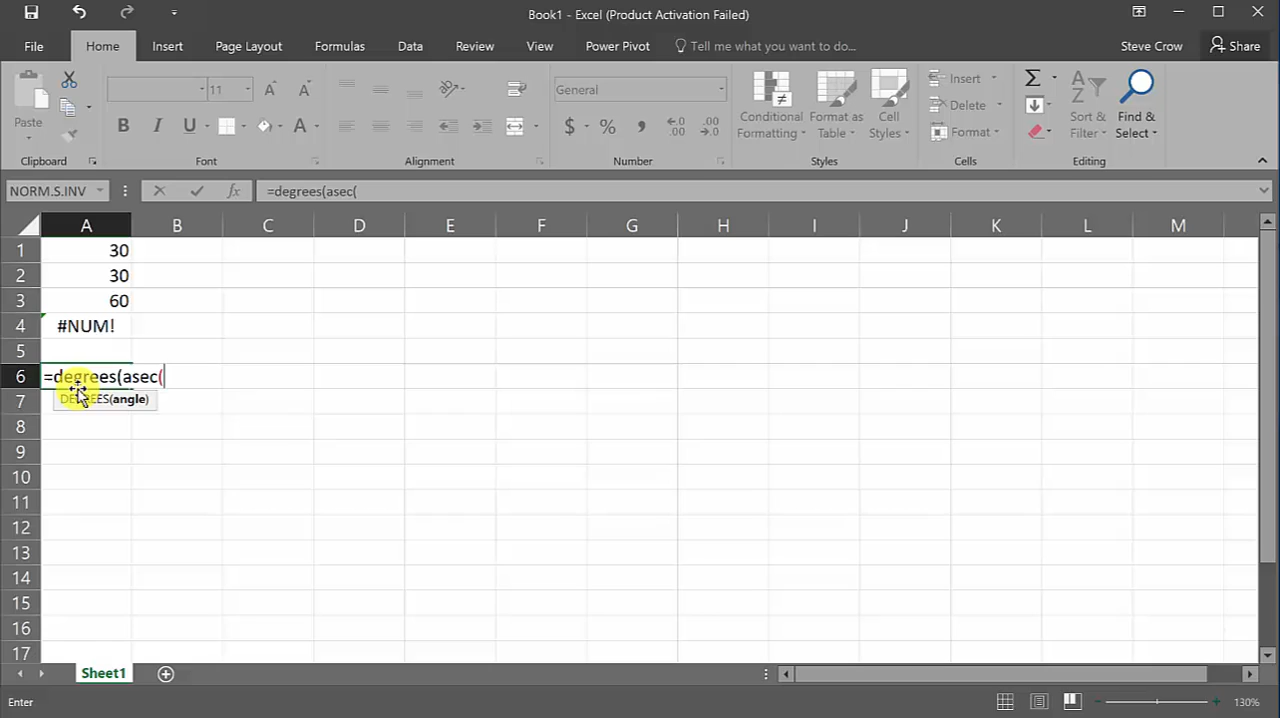 Book1 - Excel (Product Activation Failed)
File Home Insert Page Layout Formulas Data Review View Power Pivot Tell me what you want to do... Steve Crow Share
Paste
11
B I U A
General
$ % ,
Conditional Formatting
Format as Table
Cell Styles
Insert
Delete
Format
Σ
Sort & Filter
Find & Select
Clipboard Font Alignment Number Styles Cells Editing
NORM.S.INV fx =degrees(asec(
A B C D E F G H I J K L M
1 30
2 30
3 60
4 #NUM!
5
6 =degrees(asec(
7 DEGREES(angle)
8
9
10
11
12
13
14
15
16
17
Sheet1
Enter 130%